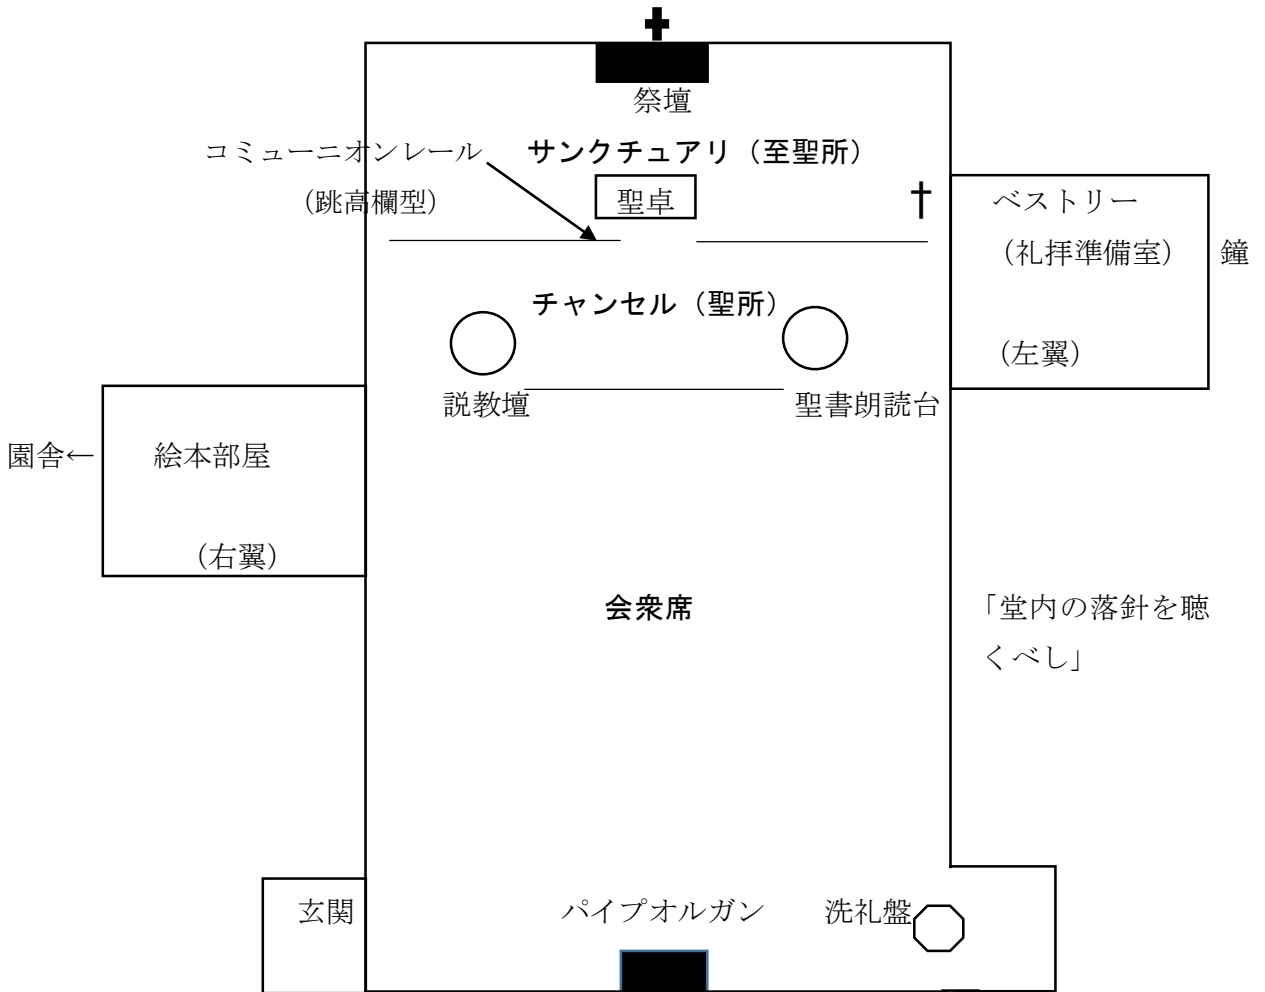 祭壇
コミューニオンレール
サンクチュアリ（至聖所）
（跳高欄型）
聖卓
ベストリー
（礼拝準備室）
鐘
チャンセル（聖所）
（左翼）
説教壇
聖書朗読台
園舎←
絵本部屋
（右翼）
会衆席
「堂内の落針を聴
くべし」
玄関
パイプオルガン
洗礼盤